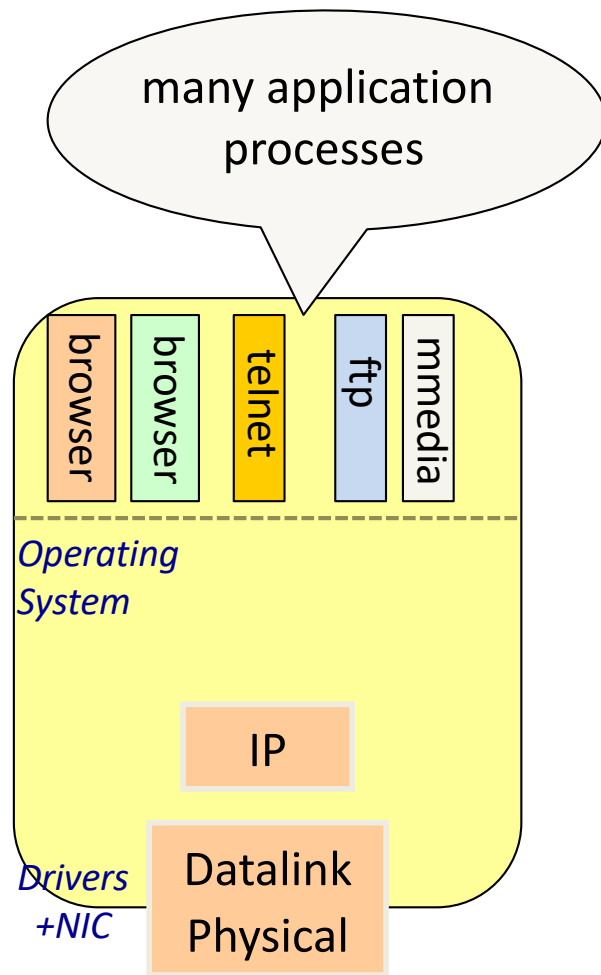 many application
processes
browser
browser
telnet
ftp
mmedia
Operating
System
IP
Datalink
Physical
Drivers
+NIC